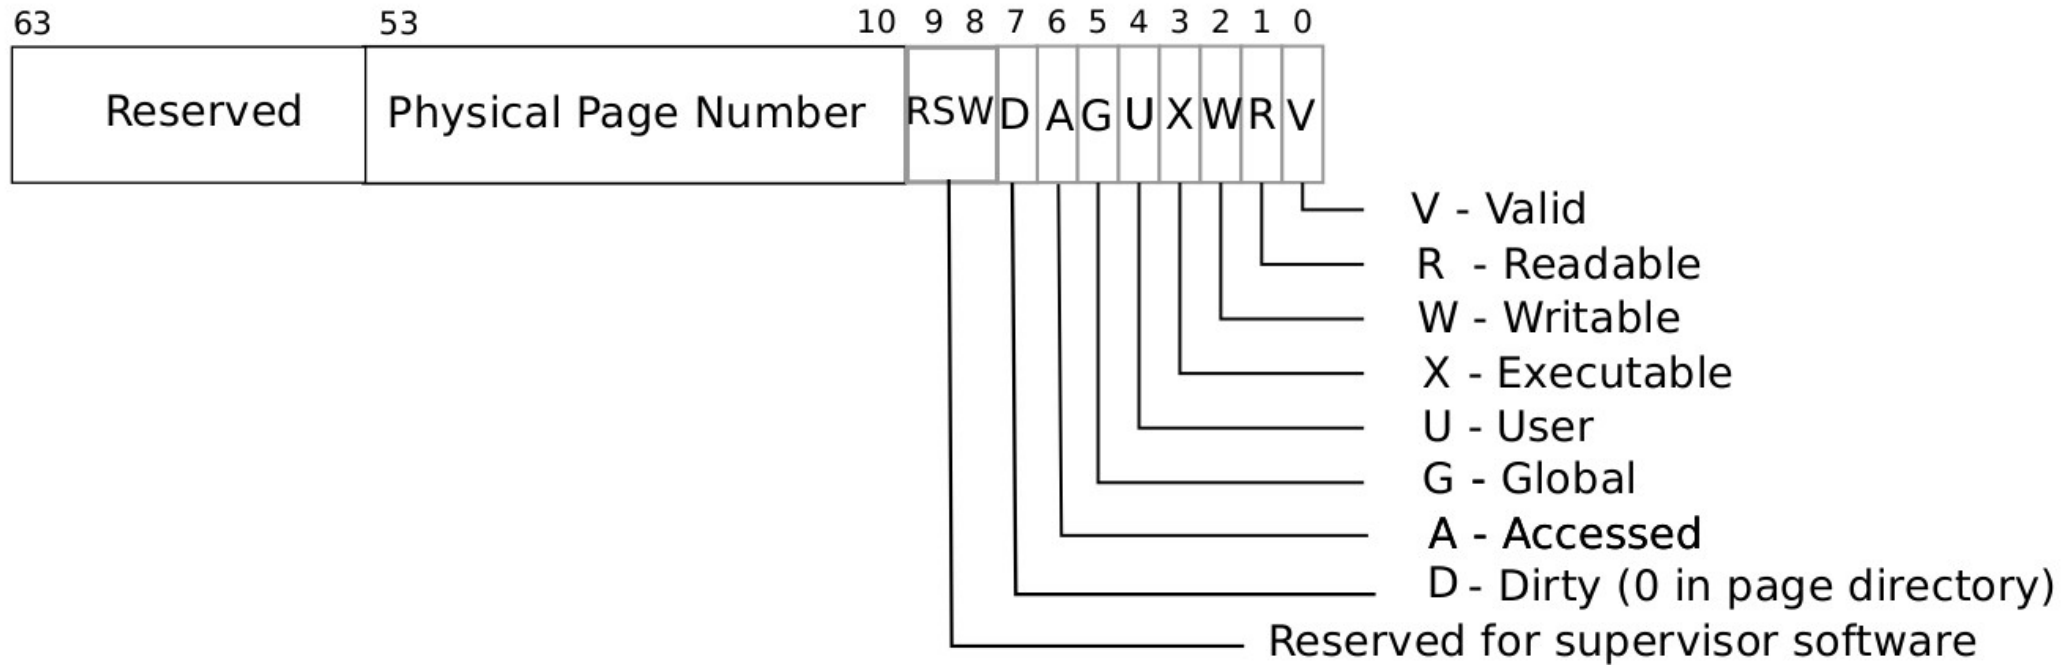 63 53 10 9 8 7 6 5 4 3 2 1 0
Reserved Physical Page Number RSW D A G U X W R V
V - Valid
R - Readable
W - Writable
X - Executable
U - User
G - Global
A - Accessed
D - Dirty (0 in page directory)
Reserved for supervisor software